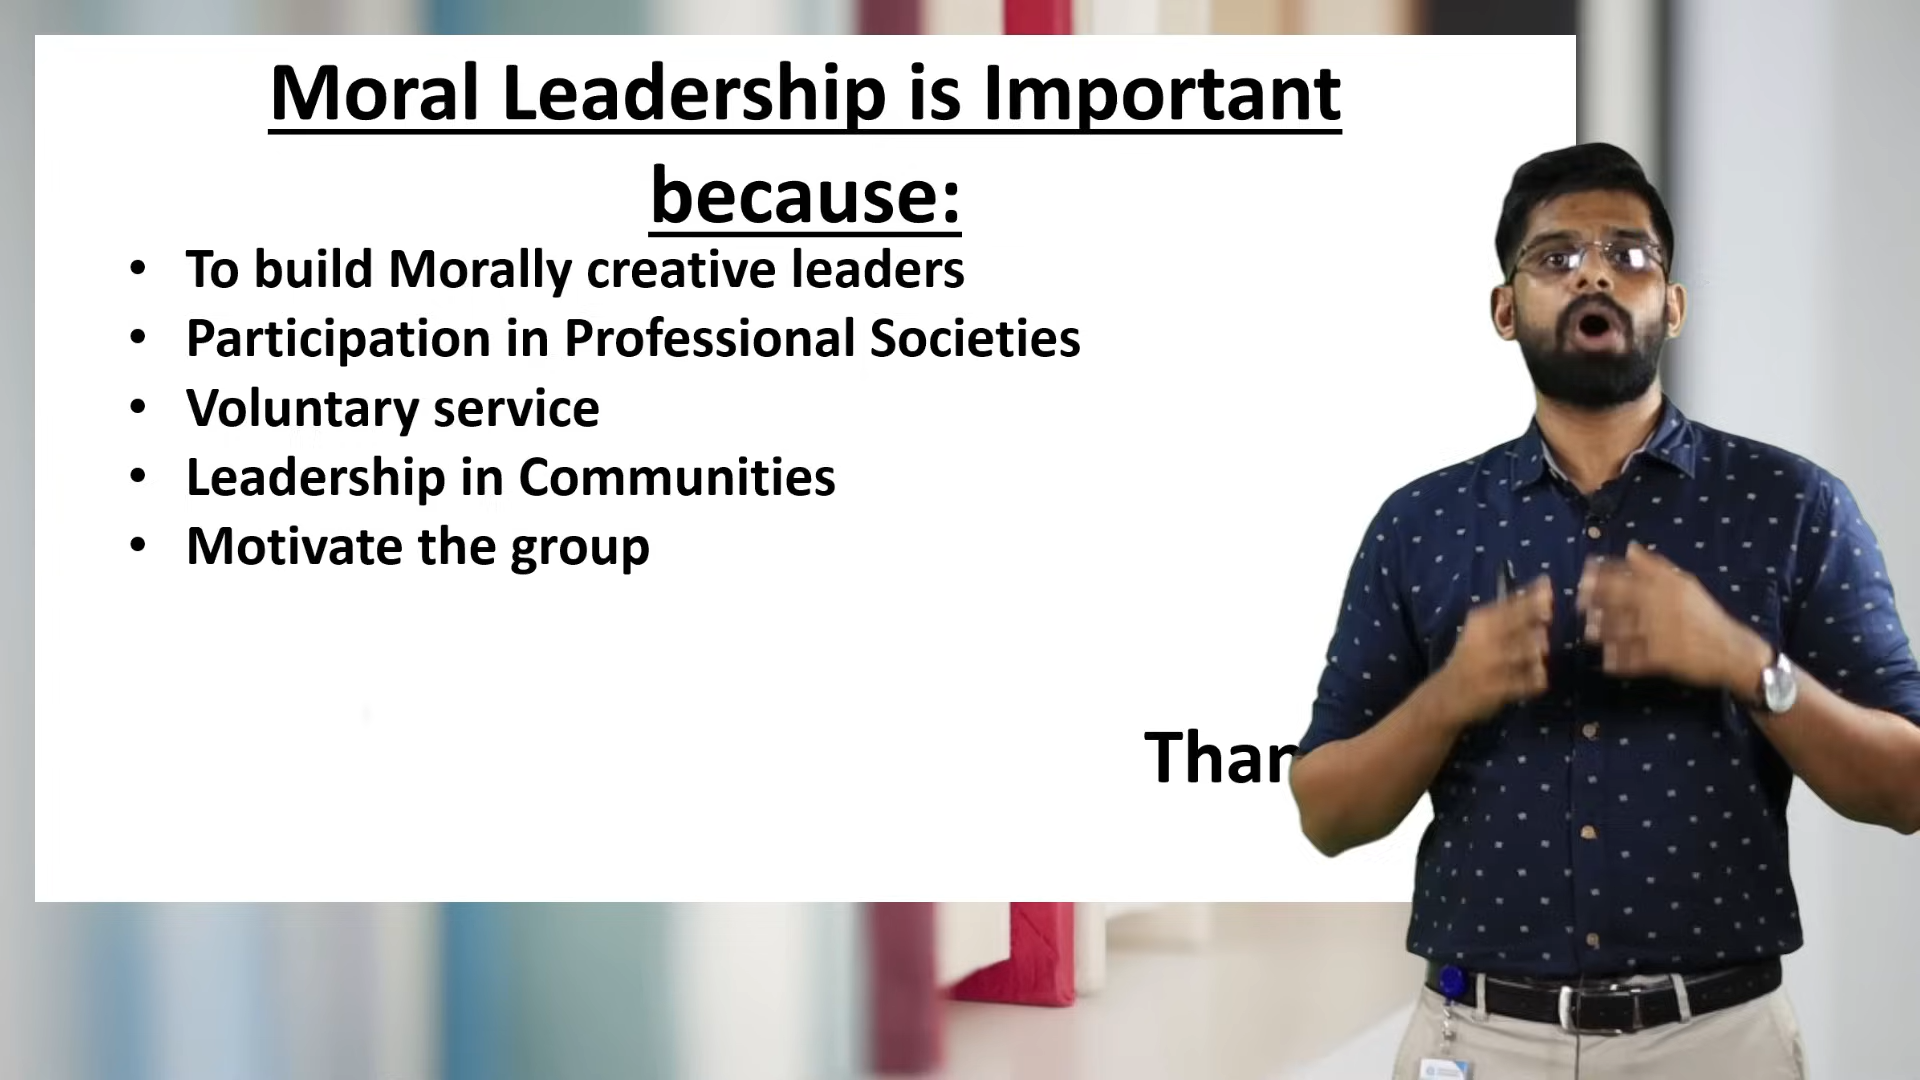 Moral Leadership is Important
because:
• To build Morally creative leaders
• Participation in Professional Societies
• Voluntary service
• Leadership in Communities
• Motivate the group